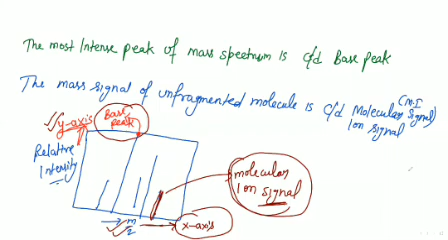 The most Intense peak of mass spectrum is c/d Base peak
The mass signal of unfragmented molecule is c/d Molecular
(M.I
signal)
Ion signal
y-axis
Base
peak
Relative
Intensity
molecular
Ion signal
m/z
x-axis